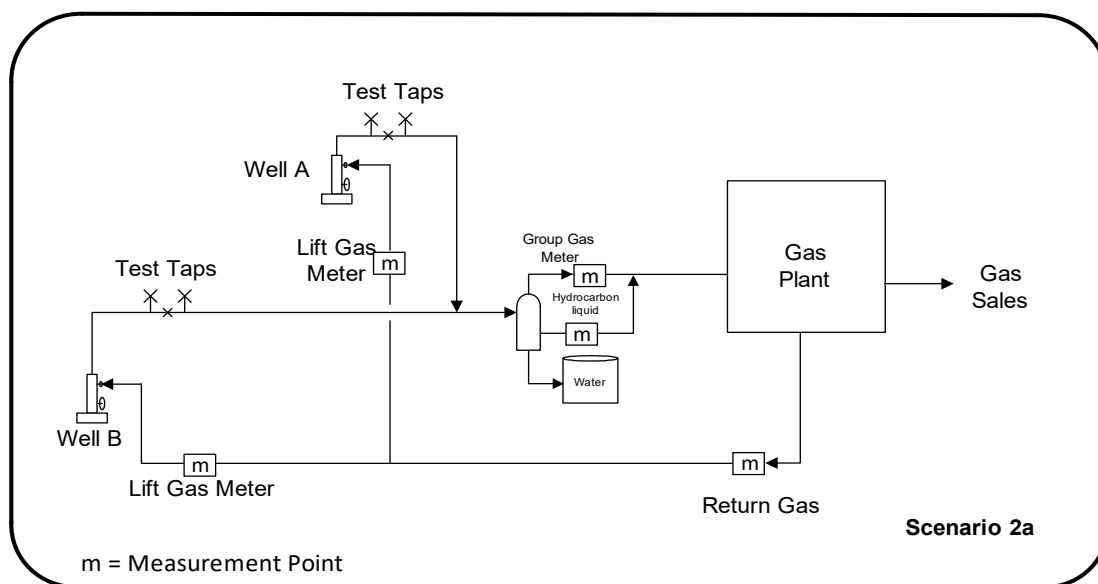 Test Taps
Well A
Lift Gas
Meter
m
Test Taps
Group Gas
Meter
m
Hydrocarbon
liquid
m
Water
Gas
Plant
Gas
Sales
Well B
m
Lift Gas Meter
m
Return Gas
Scenario 2a
m = Measurement Point